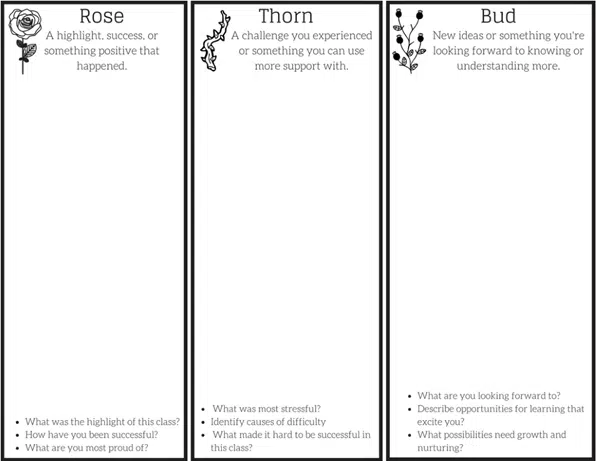 Rose
A highlight, success, or
something positive that
happened.
• What was the highlight of this class?
• How have you been successful?
• What are you most proud of?
Thorn
A challenge you experienced
or something you can use
more support with.
• What was most stressful?
• Identify causes of difficulty
• What made it hard to be successful in
this class?
Bud
New ideas or something you're
looking forward to knowing or
understanding more.
• What are you looking forward to?
• Describe opportunities for learning that
excite you?
• What possibilities need growth and
nurturing?